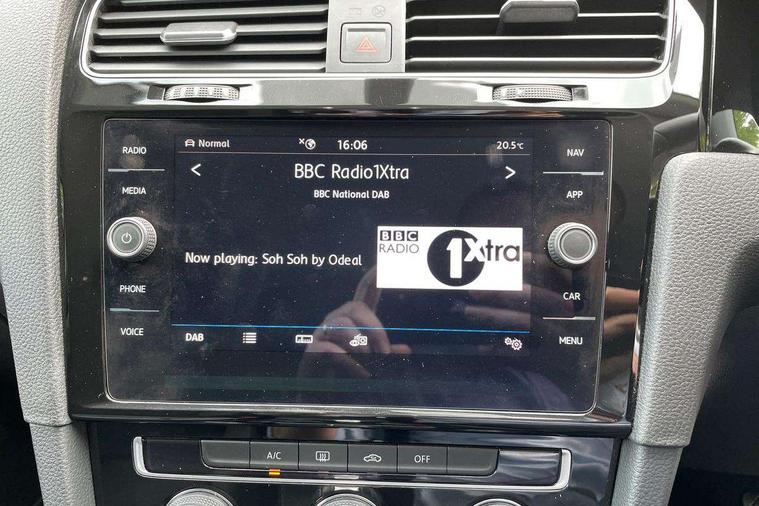 RADIO
MEDIA
PHONE
VOICE
Normal 16:06 20.5°C
< BBC Radio1Xtra >
BBC National DAB
Now playing: Soh Soh by Odeal
BBC
RADIO
1Xtra
DAB
NAV
APP
CAR
MENU
A/C OFF